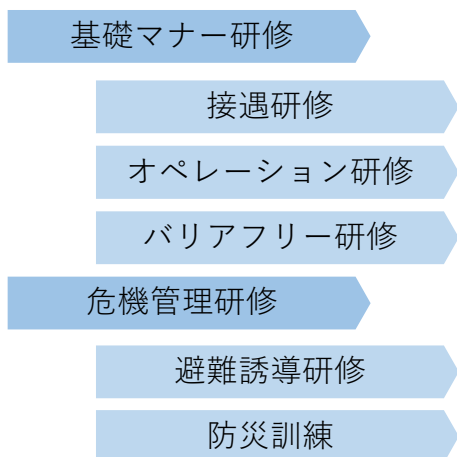 基礎マナー研修
接遇研修
オペレーション研修
バリアフリー研修
危機管理研修
避難誘導研修
防災訓練